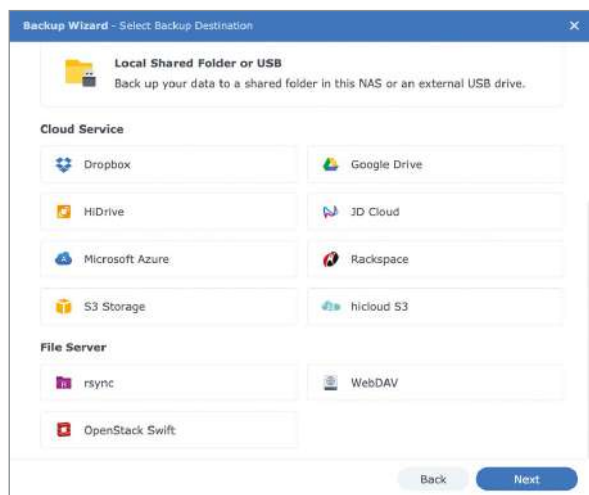 Backup Wizard - Select Backup Destination
Local Shared Folder or USB
Back up your data to a shared folder in this NAS or an external USB drive.
Cloud Service
Dropbox
Google Drive
HiDrive
JD Cloud
Microsoft Azure
Rackspace
S3 Storage
hicloud S3
File Server
rsync
WebDAV
OpenStack Swift
Back
Next